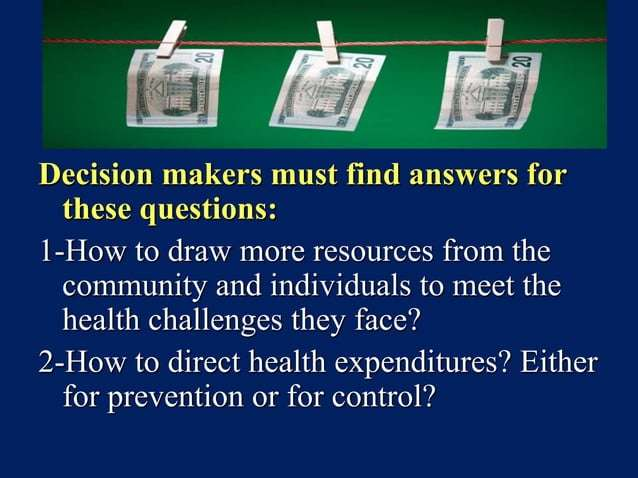 20
20
20
Decision makers must find answers for
these questions:
1-How to draw more resources from the
community and individuals to meet the
health challenges they face?
2-How to direct health expenditures? Either
for prevention or for control?